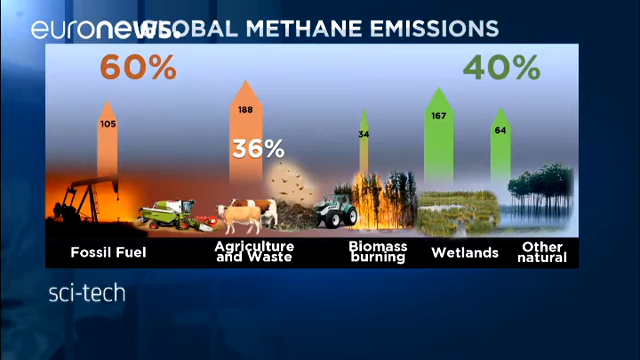 euronews.
GLOBAL METHANE EMISSIONS
60%
40%
105
188
34
167
64
36%
Fossil Fuel
Agriculture
and Waste
Biomass
burning
Wetlands
Other
natural
sci-tech